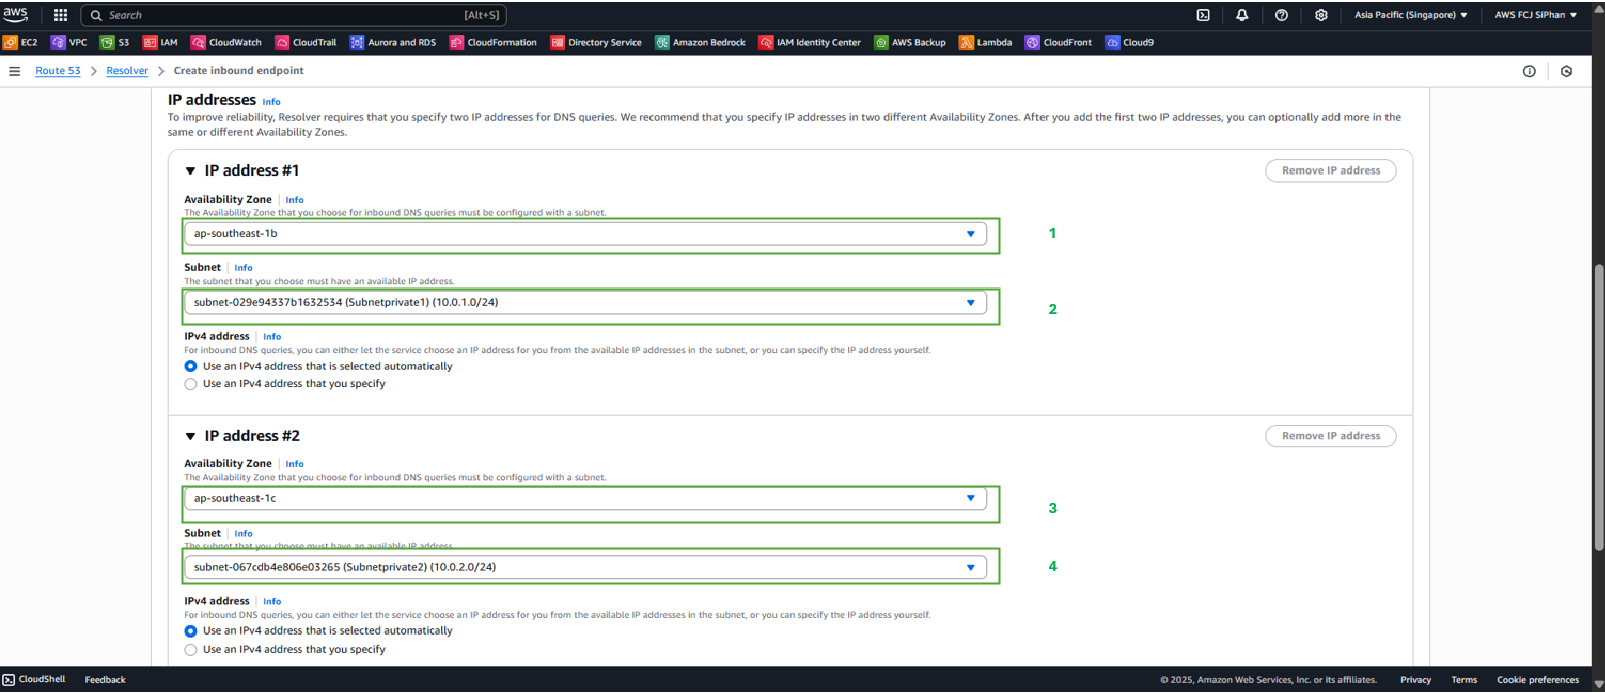 aws Search [Alt+S] Asia Pacific (Singapore) AWS FCJ SiPhan
EC2 VPC S3 IAM CloudWatch CloudTrail Aurora and RDS CloudFormation Directory Service Amazon Bedrock IAM Identity Center AWS Backup Lambda CloudFront Cloud9
Route 53 > Resolver > Create inbound endpoint
IP addresses Info
To improve reliability, Resolver requires that you specify two IP addresses for DNS queries. We recommend that you specify IP addresses in two different Availability Zones. After you add the first two IP addresses, you can optionally add more in the
same or different Availability Zones.
IP address #1 Remove IP address
Availability Zone Info
The Availability Zone that you choose for inbound DNS queries must be configured with a subnet.
ap-southeast-1b 1
Subnet Info
The subnet that you choose must have an available IP address.
subnet-029e94337b1632534 (Subnetprivate1) (10.0.1.0/24) 2
IPv4 address Info
For inbound DNS queries, you can either let the service choose an IP address for you from the available IP addresses in the subnet, or you can specify the IP address yourself.
Use an IPv4 address that is selected automatically
Use an IPv4 address that you specify
IP address #2 Remove IP address
Availability Zone Info
The Availability Zone that you choose for inbound DNS queries must be configured with a subnet.
ap-southeast-1c 3
Subnet Info
The subnet that you choose must have an available IP address.
subnet-067cdb4e806e03265 (Subnetprivate2) (10.0.2.0/24) 4
IPv4 address Info
For inbound DNS queries, you can either let the service choose an IP address for you from the available IP addresses in the subnet, or you can specify the IP address yourself.
Use an IPv4 address that is selected automatically
Use an IPv4 address that you specify
CloudShell Feedback © 2025, Amazon Web Services, Inc. or its affiliates. Privacy Terms Cookie preferences